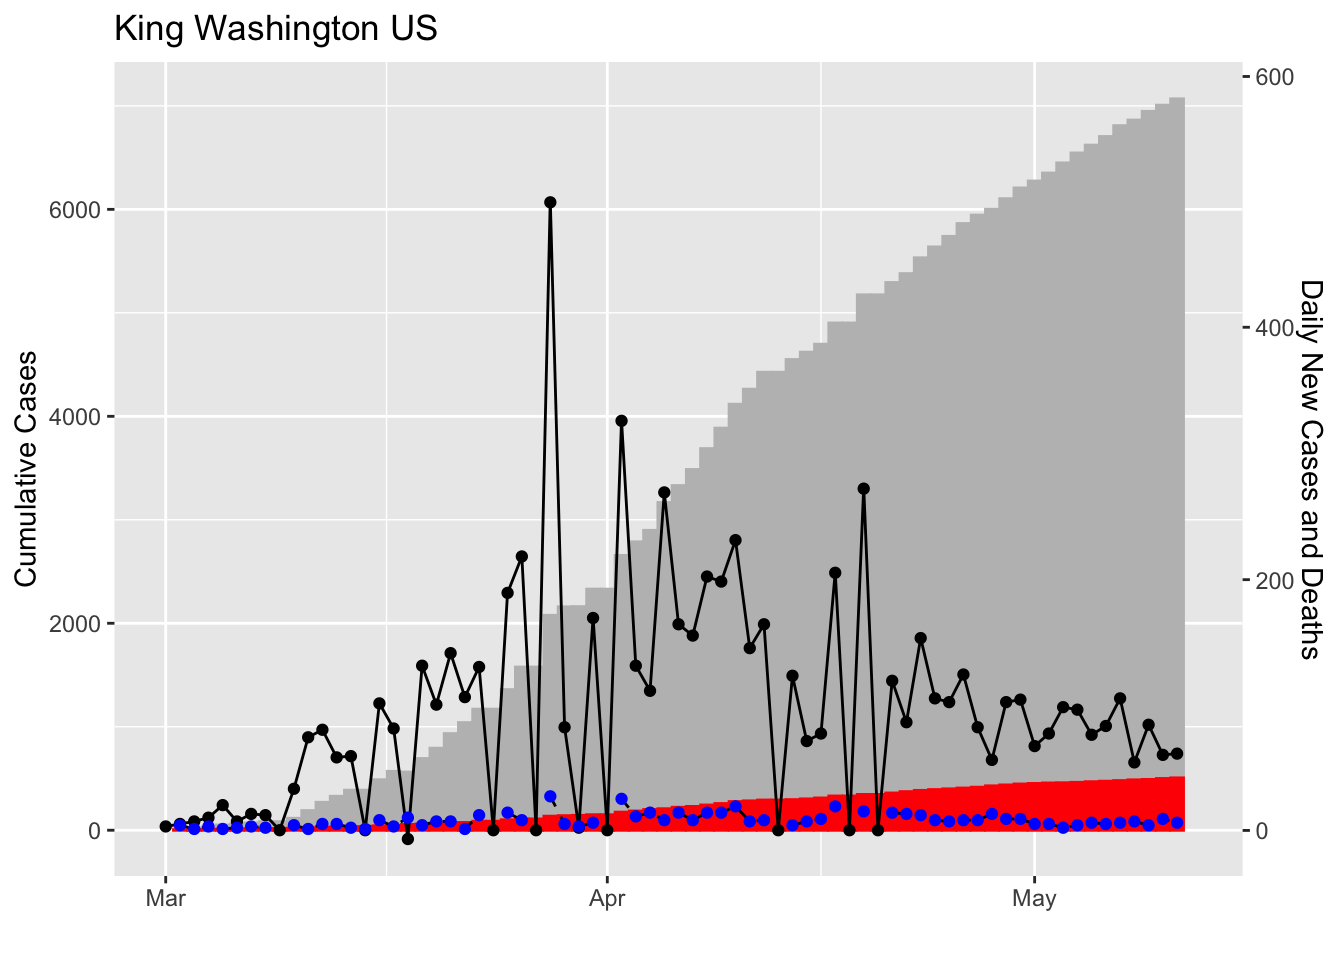 King Washington US
Cumulative Cases
6000
4000
2000
0
600
400
200
0
Daily New Cases and Deaths
Mar
Apr
May